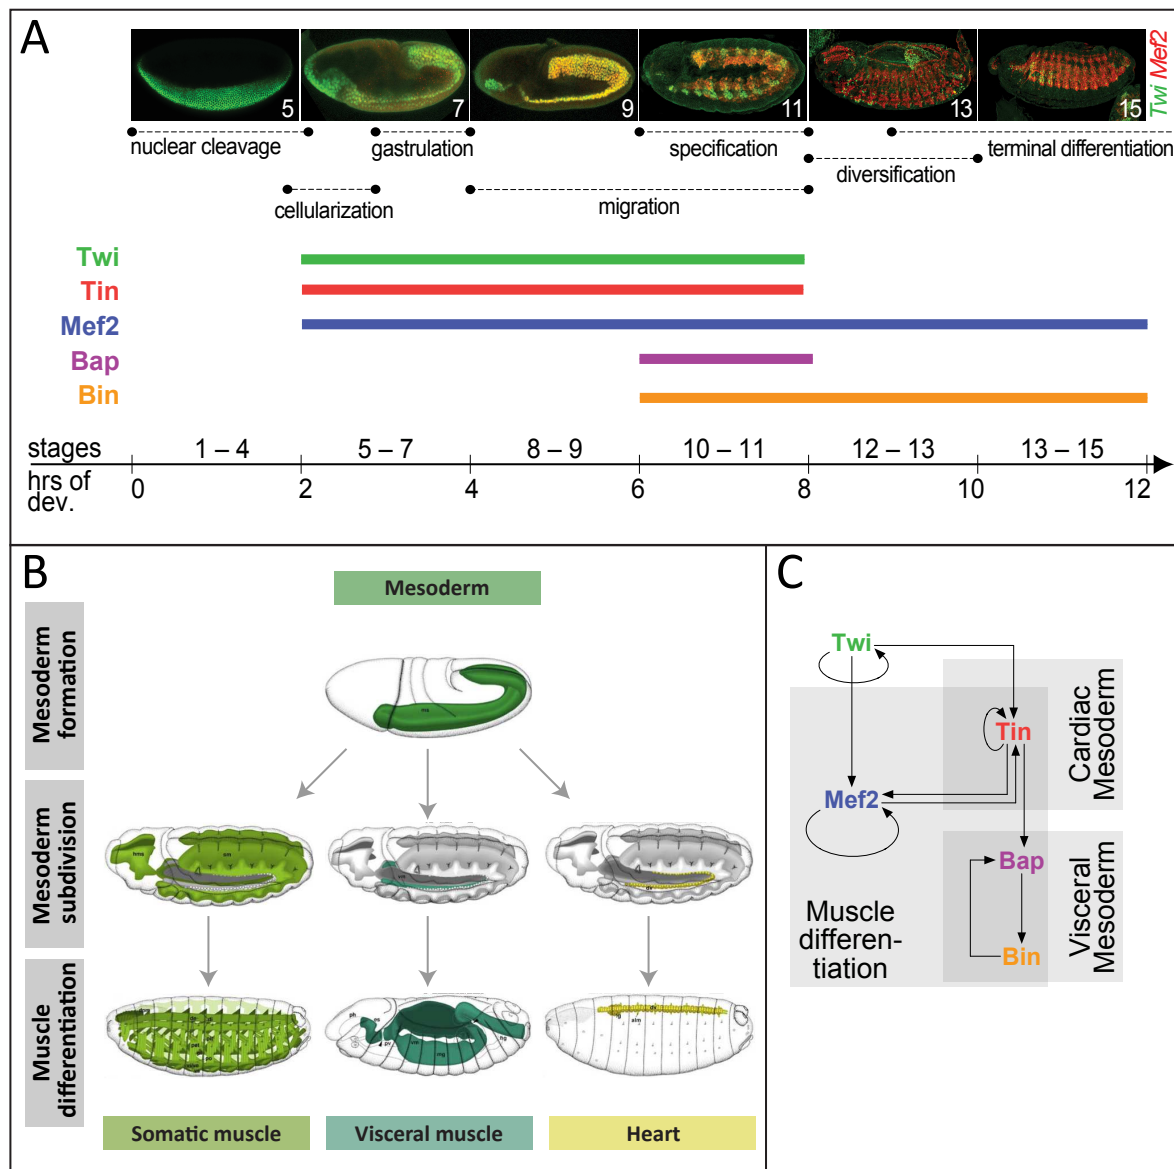 A
5
7
9
11
13
15
Twi Mef2
nuclear cleavage
gastrulation
specification
terminal differentiation
diversification
cellularization
migration
Twi
Tin
Mef2
Bap
Bin
stages
1 – 4
5 – 7
8 – 9
10 – 11
12 – 13
13 – 15
hrs of
dev.
0
2
4
6
8
10
12
B
Mesoderm
Mesoderm
formation
Mesoderm
subdivision
Muscle
differentiation
Somatic muscle
Visceral muscle
Heart
C
Twi
Tin
Cardiac
Mesoderm
Mef2
Bap
Bin
Visceral
Mesoderm
Muscle
differen-
tiation